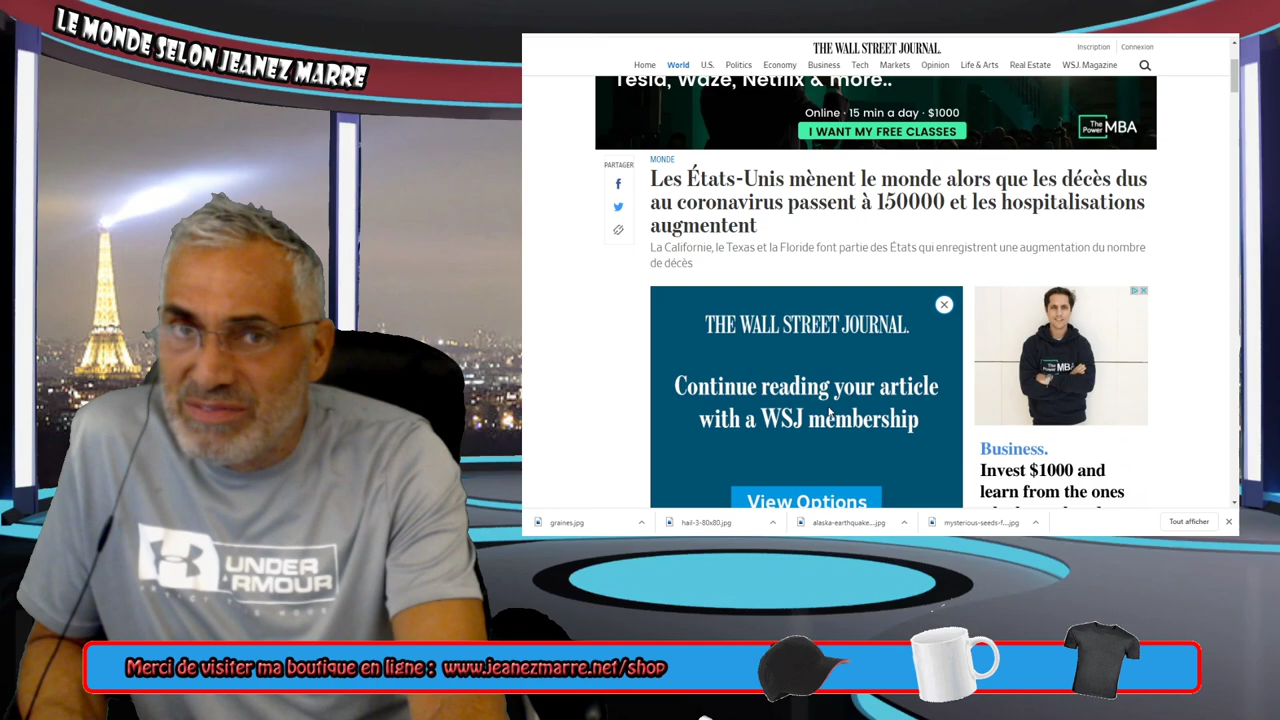 LE MONDE SELON JEANEZ MARRE
THE WALL STREET JOURNAL.
Inscription
Connexion
Home World U.S. Politics Economy Business Tech Markets Opinion Life & Arts Real Estate WSJ. Magazine
Tesla, Waze, Netflix & more..
Online · 15 min a day · $1000
I WANT MY FREE CLASSES
The Power MBA
PARTAGER
MONDE
Les États-Unis mènent le monde alors que les décès dus
au coronavirus passent à 150000 et les hospitalisations
augmentent
La Californie, le Texas et la Floride font partie des États qui enregistrent une augmentation du nombre
de décès
THE WALL STREET JOURNAL.
Continue reading your article
with a WSJ membership
View Options
Business.
Invest $1000 and
learn from the ones
graines.jpg
hail-3-80x80.jpg
alaska-earthquake....jpg
mysterious-seeds-f...jpg
Tout afficher
UNDER
ARMOUR
Merci de visiter ma boutique en ligne : www.jeanezmarre.net/shop